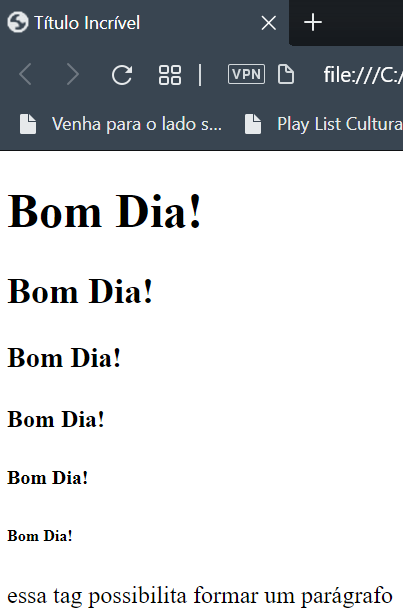 Título Incrível
VPN file:///C:/
Venha para o lado s... Play List Cultura
Bom Dia!
Bom Dia!
Bom Dia!
Bom Dia!
Bom Dia!
Bom Dia!
essa tag possibilita formar um parágrafo